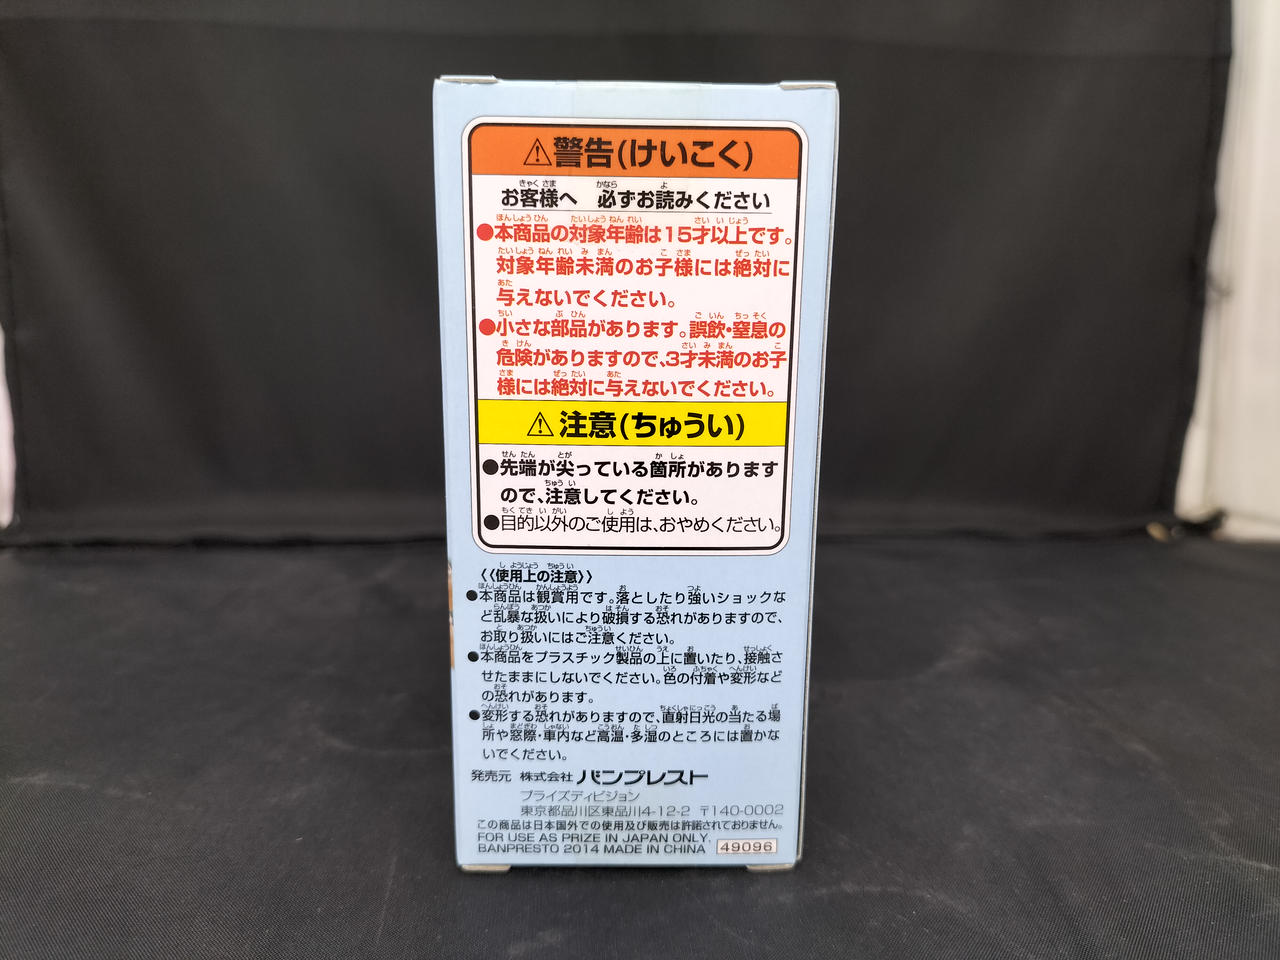 ⚠警告(けいこく)
お客様へ 必ずお読みください
●本商品の対象年齢は15才以上です。
対象年齢未満のお子様には絶対に
与えないでください。
●小さな部品があります。誤飲・窒息の
危険がありますので、3才未満のお子
様には絶対に与えないでください。
⚠注意(ちゅうい)
●先端が尖っている箇所があります
ので、注意してください。
●目的以外のご使用は、おやめください。
《使用上の注意》
●本商品は観賞用です。落としたり強いショックな
ど乱暴な扱いにより破損する恐れがありますので、
お取り扱いにはご注意ください。
●本商品をプラスチック製品の上に置いたり、接触さ
せたままにしないでください。色の付着や変形など
の恐れがあります。
●変形する恐れがありますので、直射日光の当たる場
所や窓際・車内など高温・多湿のところには置かな
いでください。
発売元 株式会社 バンプレスト
プライズディビジョン
東京都品川区東品川4-12-2 〒140-0002
この商品は日本国外での使用及び販売は許諾されておりません。
FOR USE AS PRIZE IN JAPAN ONLY.
BANPRESTO 2014 MADE IN CHINA 49096